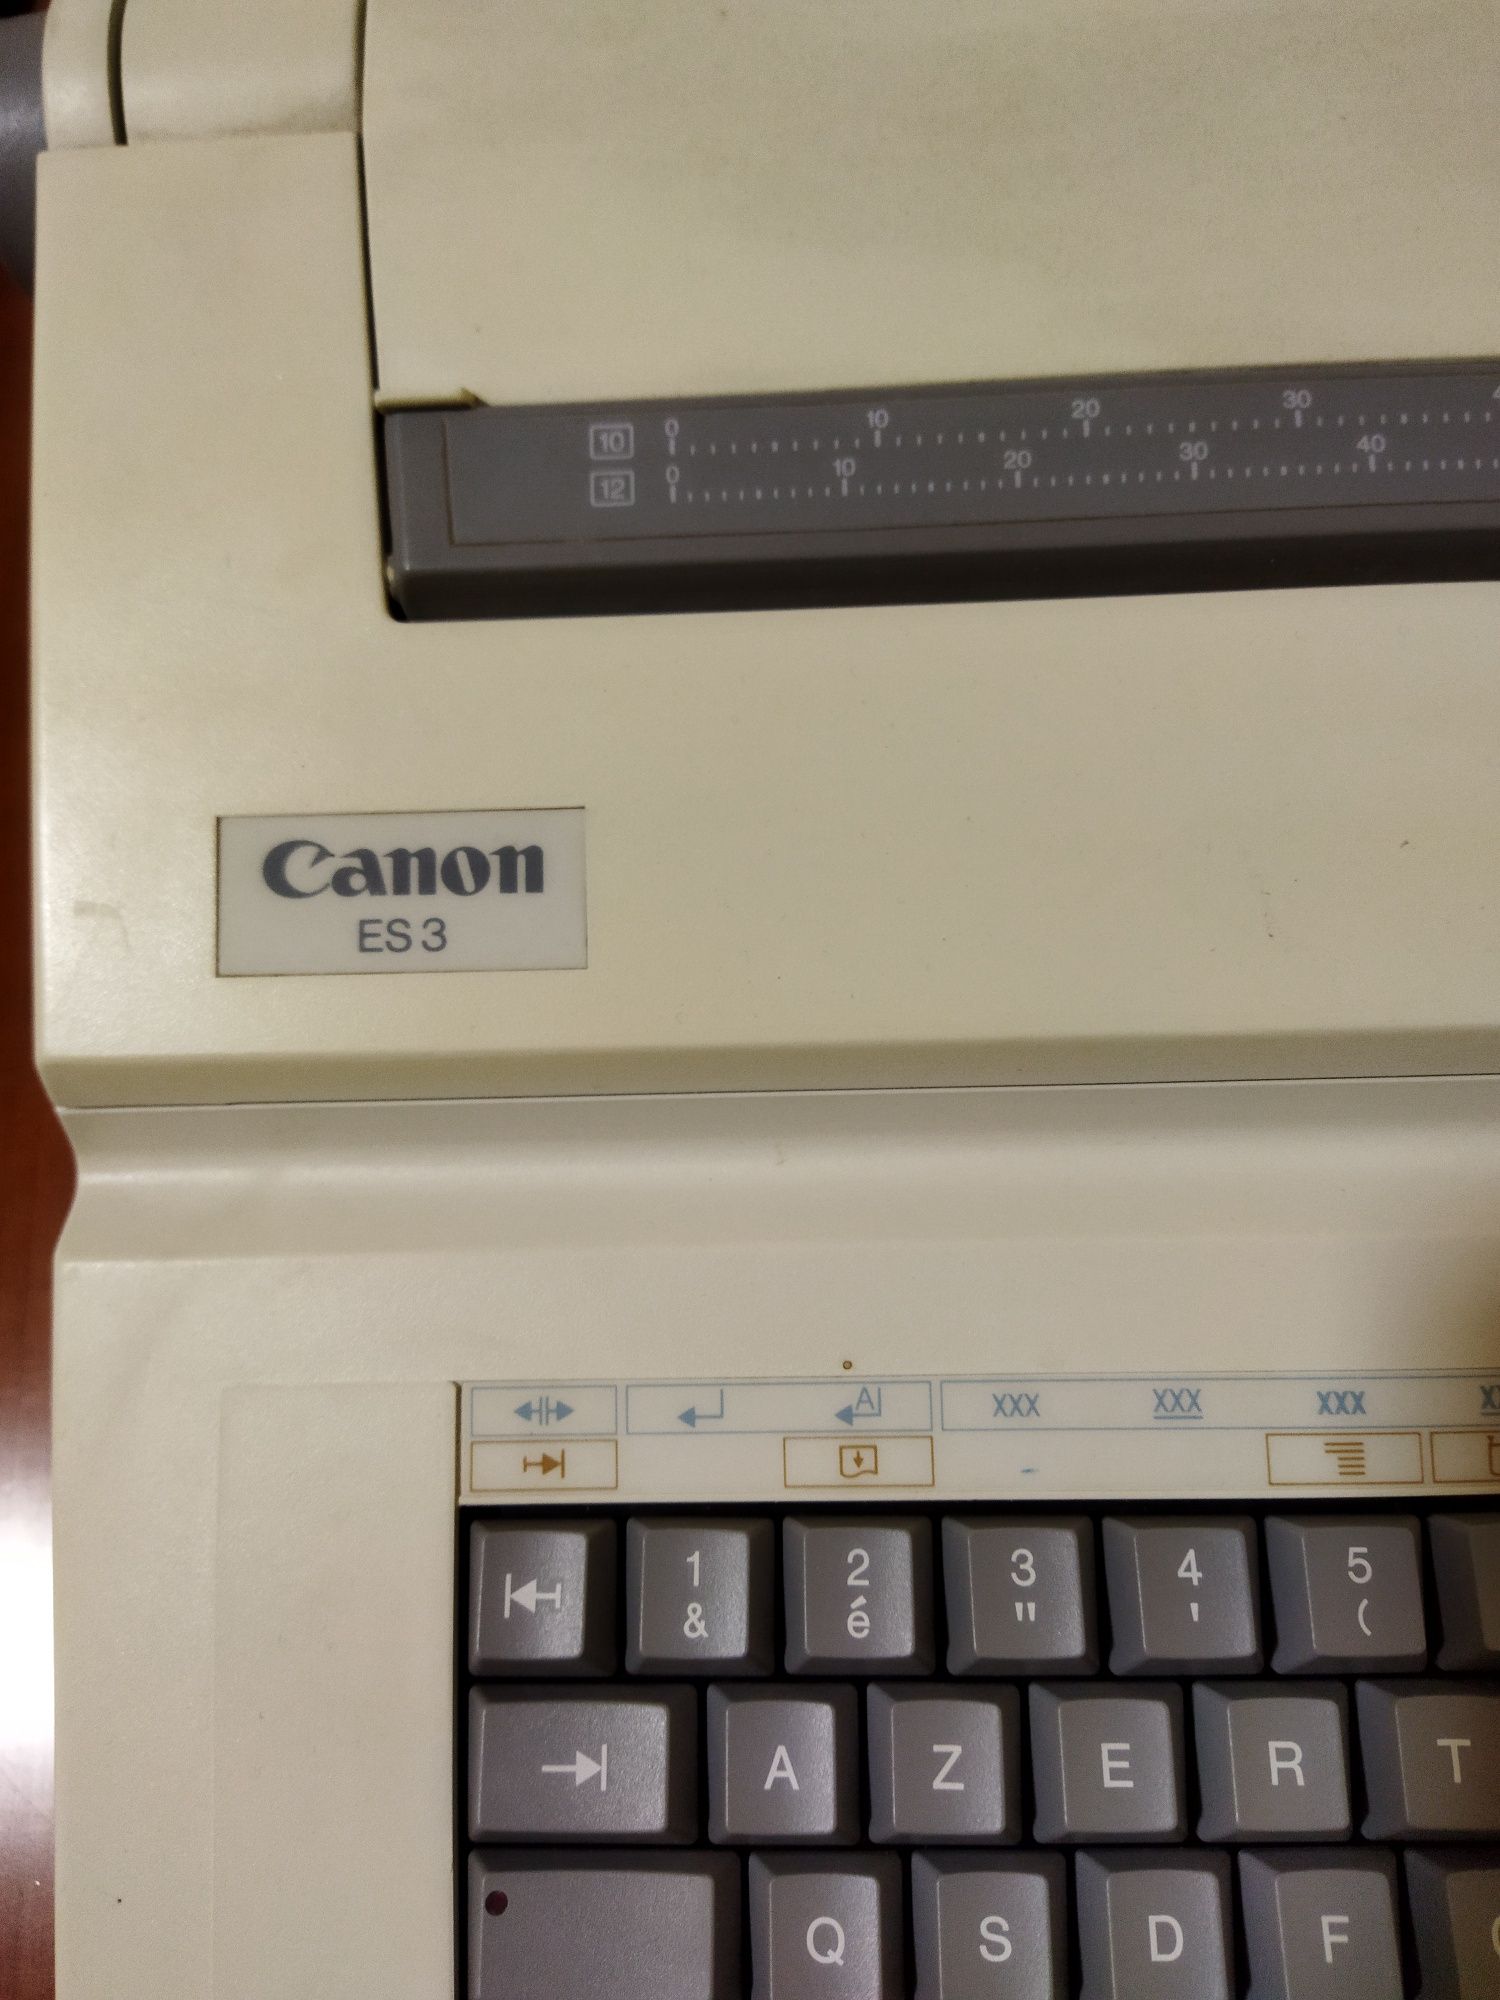 10 0 10 20 30
12 0 10 20 30 40
Canon
ES 3
A
XXX XXX XXX
1 2 3 4 5
& é " ' (
A Z E R T
Q S D F